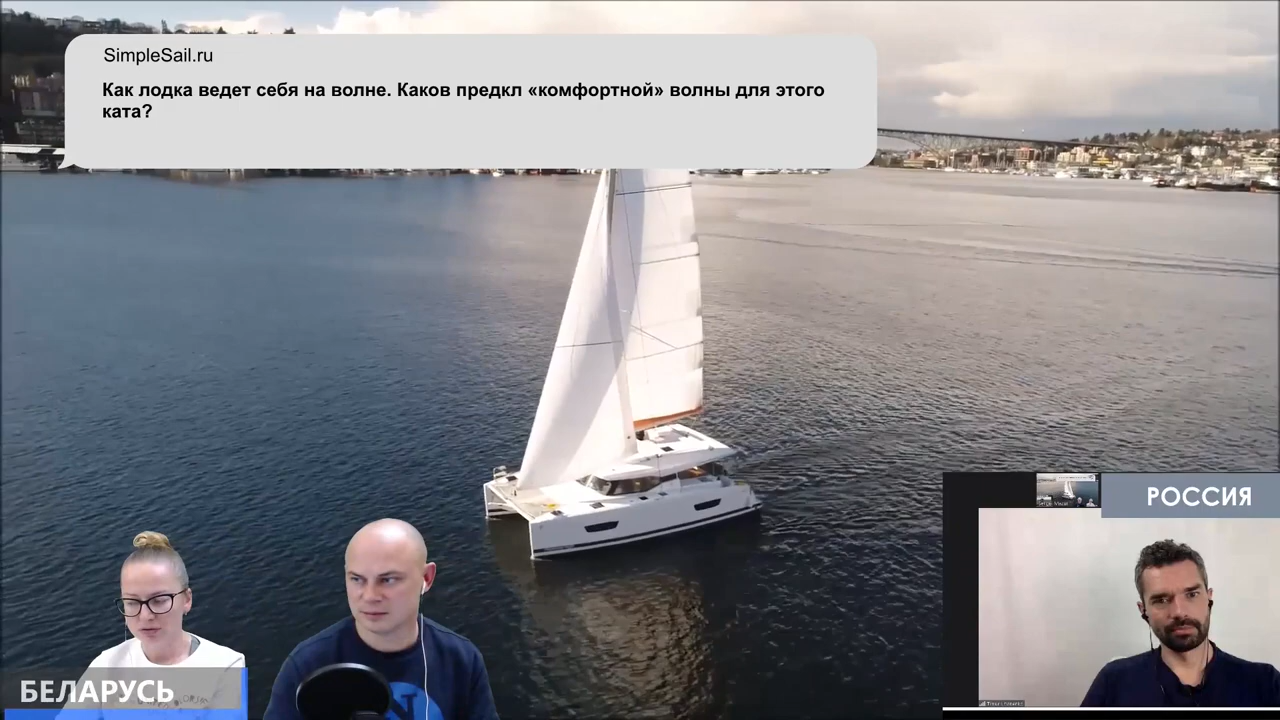 SimpleSail.ru
Как лодка ведет себя на волне. Каков предкл «комфортной» волны для этого
ката?
РОССИЯ
БЕЛАРУСЬ